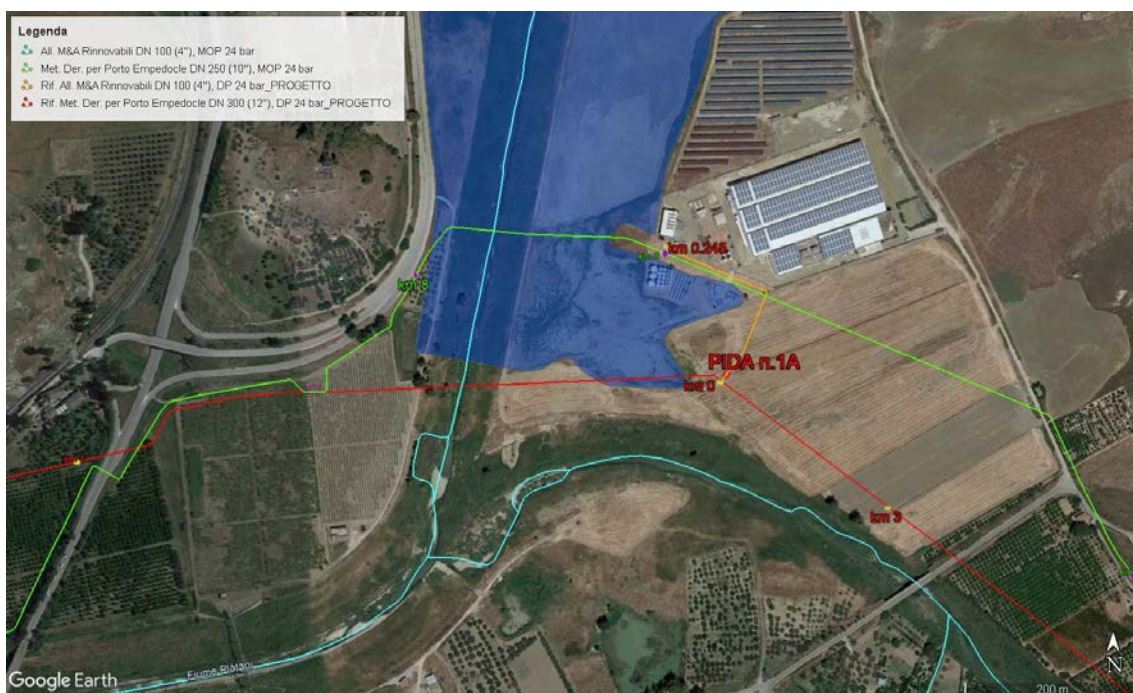 Legenda
All. M&A Rinnovabili DN 100 (4"), MOP 24 bar
Met. Der. per Porto Empedocle DN 250 (10"), MOP 24 bar
Rif. All. M&A Rinnovabili DN 100 (4"), DP 24 bar_PROGETTO
Rif. Met. Der. per Porto Empedocle DN 300 (12"), DP 24 bar_PROGETTO
km 0.245
km 8
PIDA n.1A
km 0
km 3
Fiume Platani
Google Earth
N
200 m